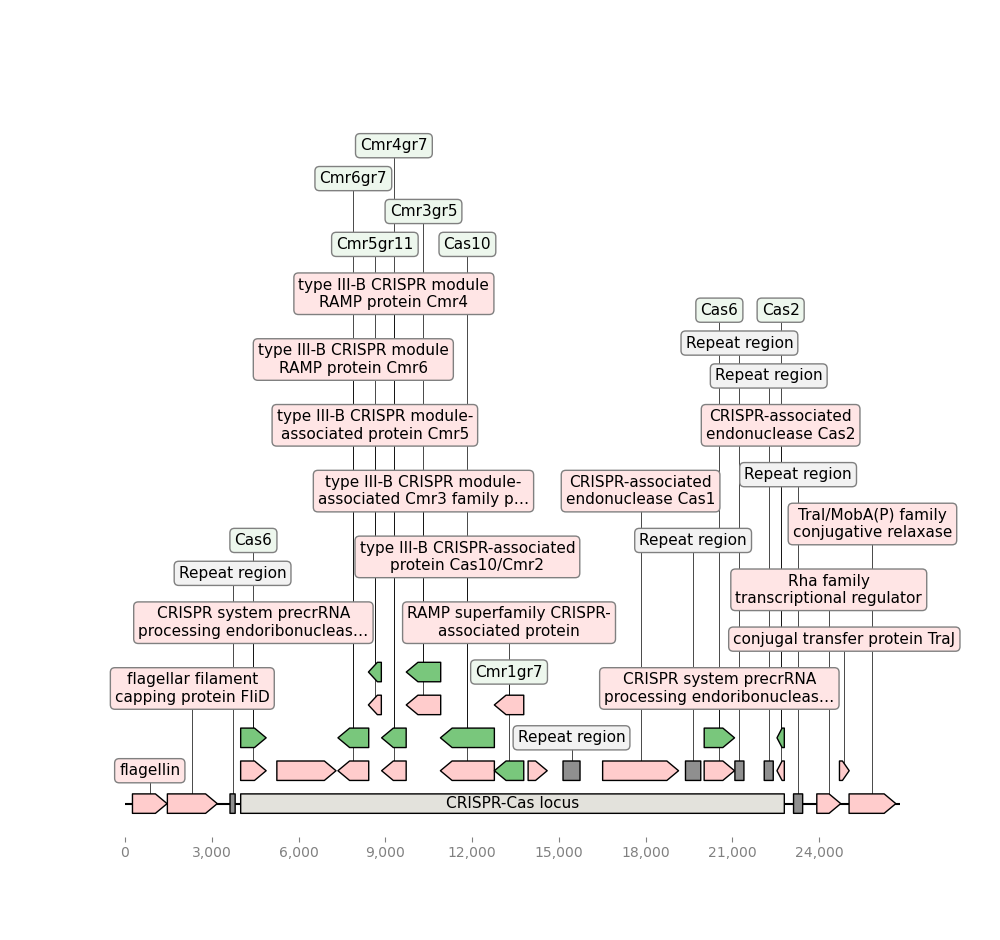 Cmr4gr7
Cmr6gr7
Cmr3gr5
Cmr5gr11
Cas10
type III-B CRISPR module
RAMP protein Cmr4
Cas6
Cas2
Repeat region
type III-B CRISPR module
RAMP protein Cmr6
Repeat region
type III-B CRISPR module-
associated protein Cmr5
CRISPR-associated
endonuclease Cas2
Repeat region
type III-B CRISPR module-
associated Cmr3 family p...
CRISPR-associated
endonuclease Cas1
TraI/MobA(P) family
conjugative relaxase
Cas6
Repeat region
type III-B CRISPR-associated
protein Cas10/Cmr2
Repeat region
Rha family
transcriptional regulator
CRISPR system precrRNA
processing endoribonucleas...
RAMP superfamily CRISPR-
associated protein
conjugal transfer protein TraJ
Cmr1gr7
flagellar filament
capping protein FliD
CRISPR system precrRNA
processing endoribonucleas...
Repeat region
flagellin
CRISPR-Cas locus
0
3,000
6,000
9,000
12,000
15,000
18,000
21,000
24,000